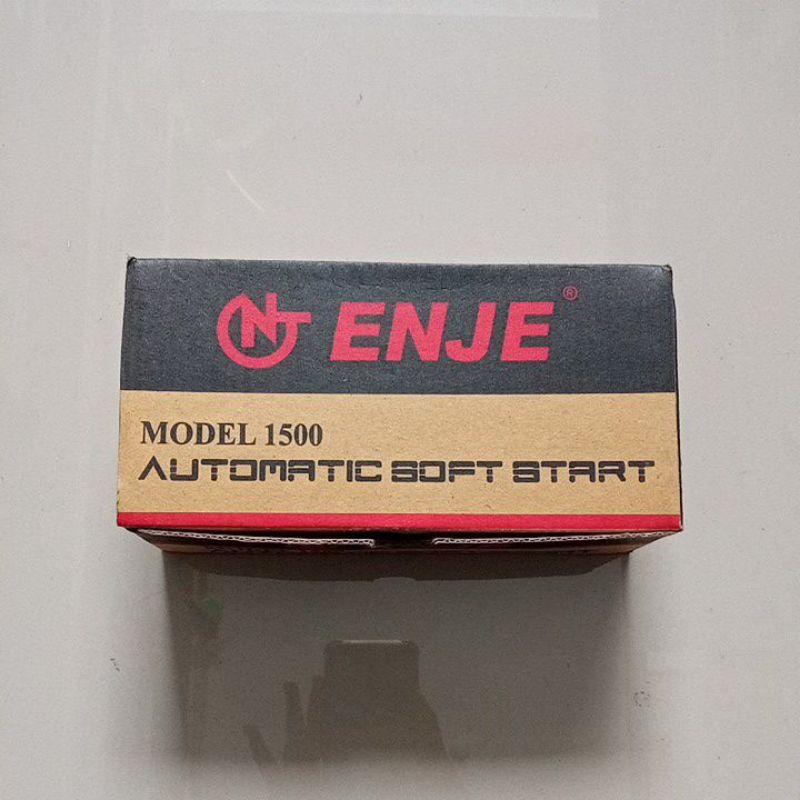 ENJE ®
MODEL 1500
AUTOMATIC SOFT START